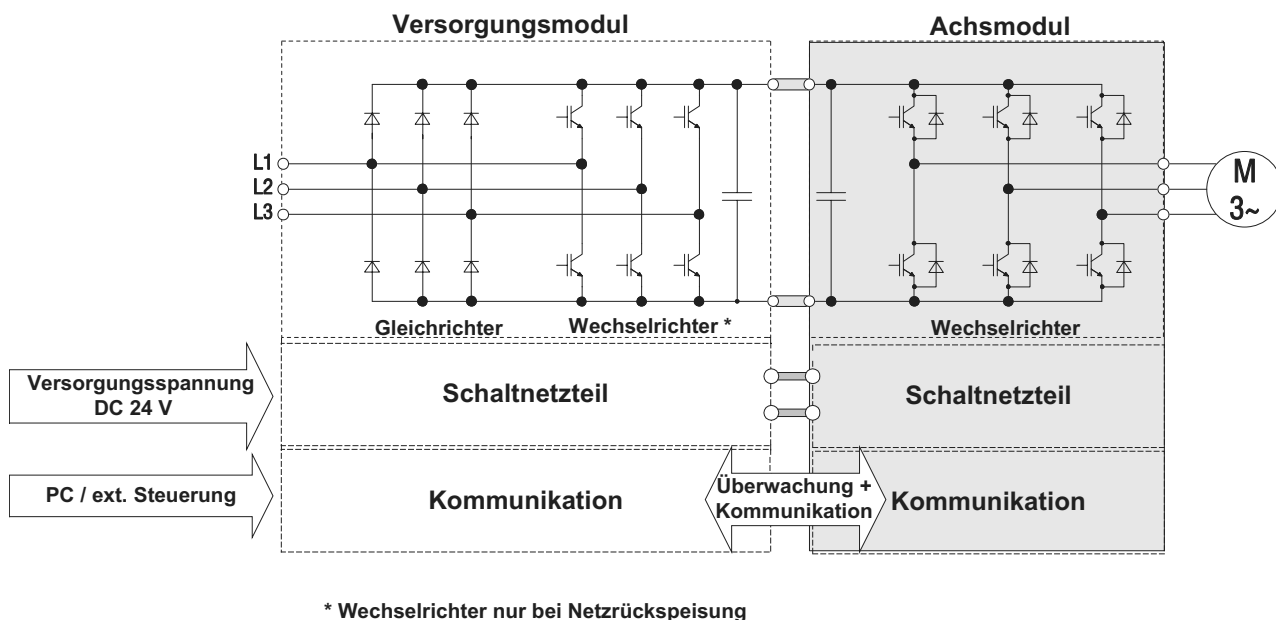 Versorgungsmodul
Achsmodul
L1
L2
L3
M
3~
Gleichrichter
Wechselrichter *
Wechselrichter
Versorgungsspannung
DC 24 V
Schaltnetzteil
Schaltnetzteil
PC / ext. Steuerung
Kommunikation
Überwachung +
Kommunikation
Kommunikation
* Wechselrichter nur bei Netzrückspeisung